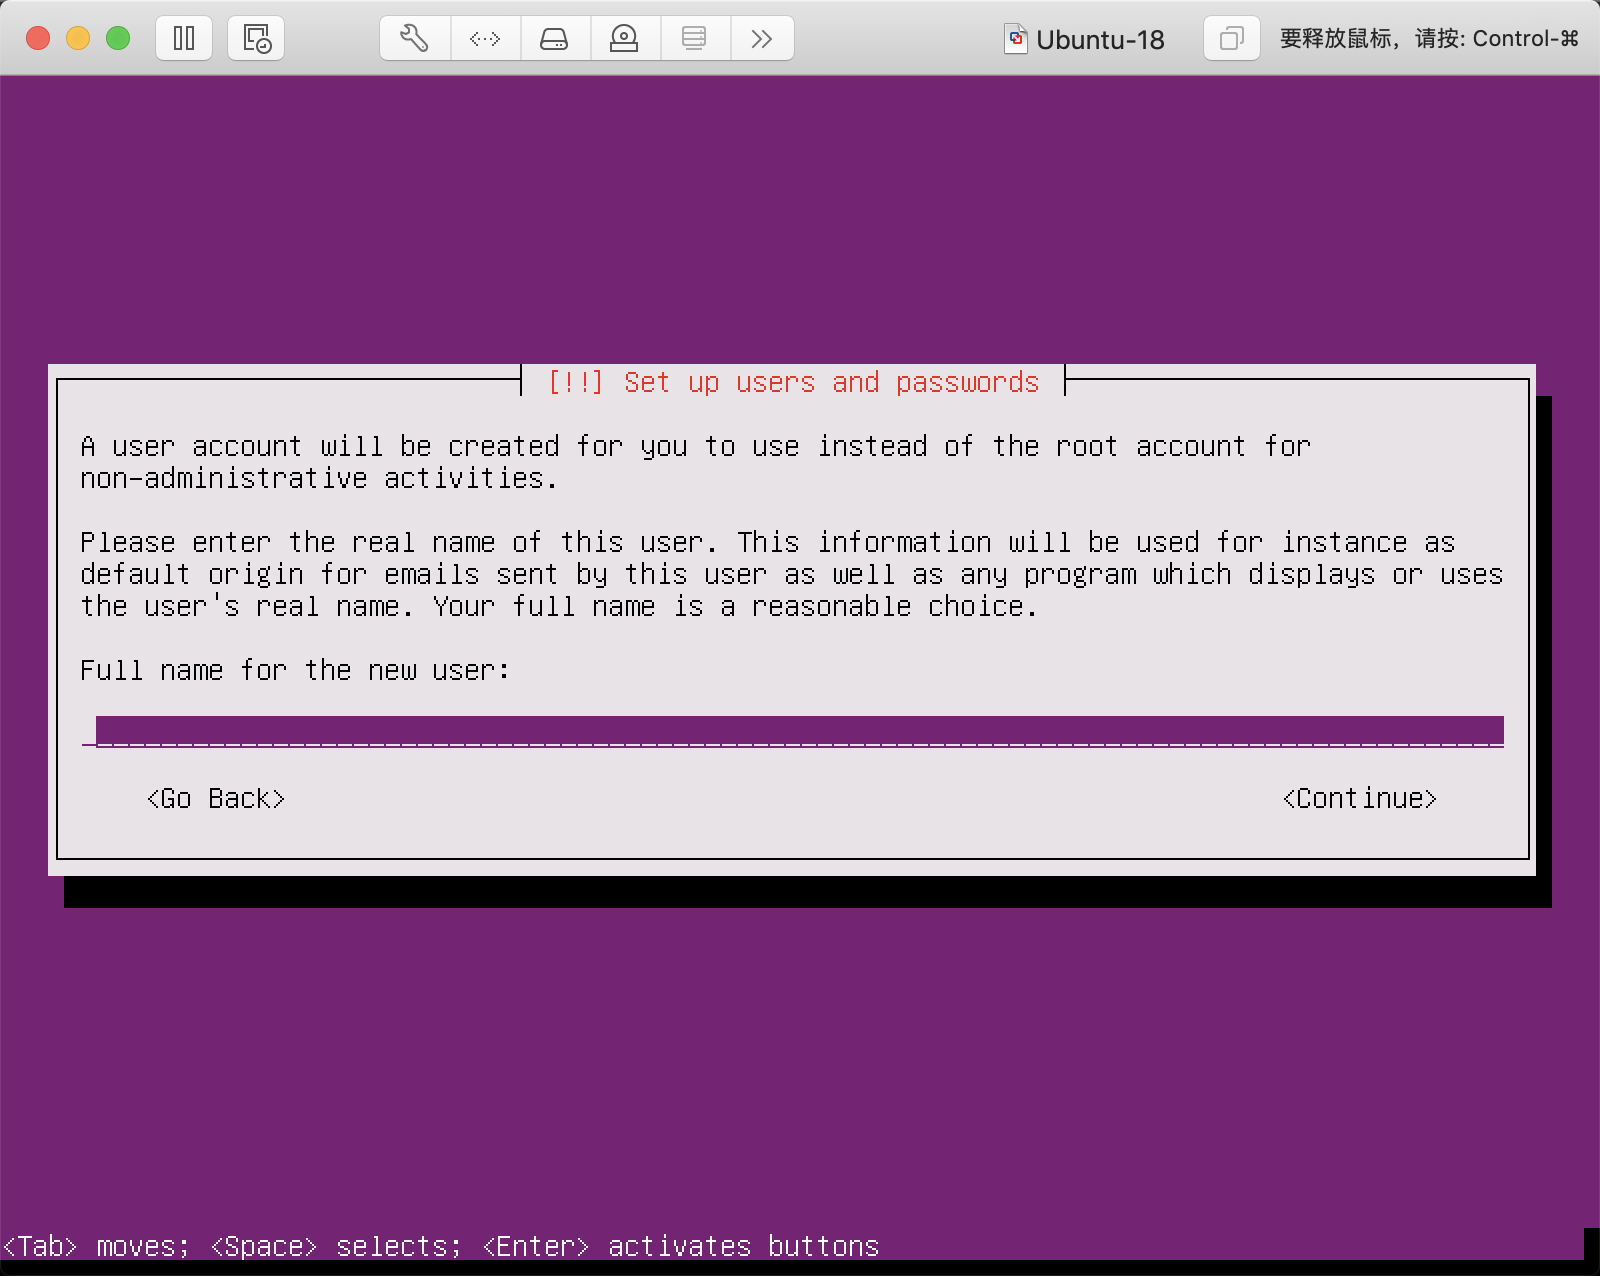 Ubuntu-18
要释放鼠标，请按: Control-⌘
[!!] Set up users and passwords
A user account will be created for you to use instead of the root account for
non-administrative activities.
Please enter the real name of this user. This information will be used for instance as
default origin for emails sent by this user as well as any program which displays or uses
the user's real name. Your full name is a reasonable choice.
Full name for the new user:
<Go Back> <Continue>
<Tab> moves; <Space> selects; <Enter> activates buttons